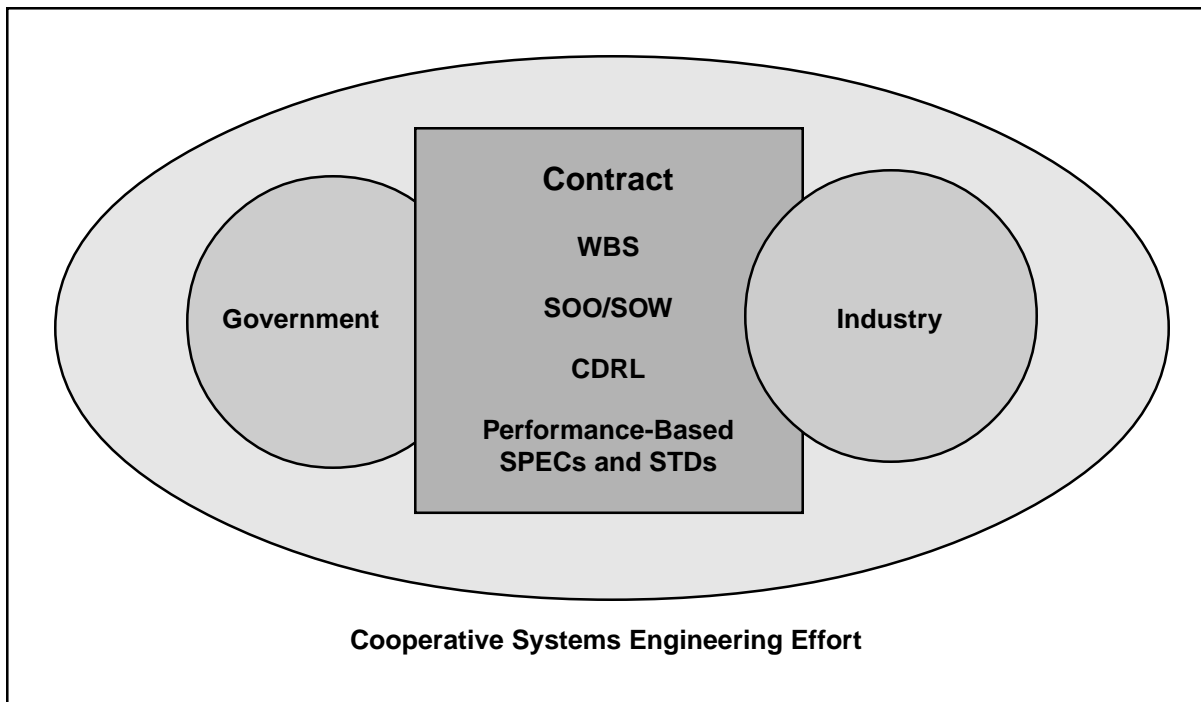 Contract
WBS
Government
SOO/SOW
Industry
CDRL
Performance-Based
SPECs and STDs
Cooperative Systems Engineering Effort